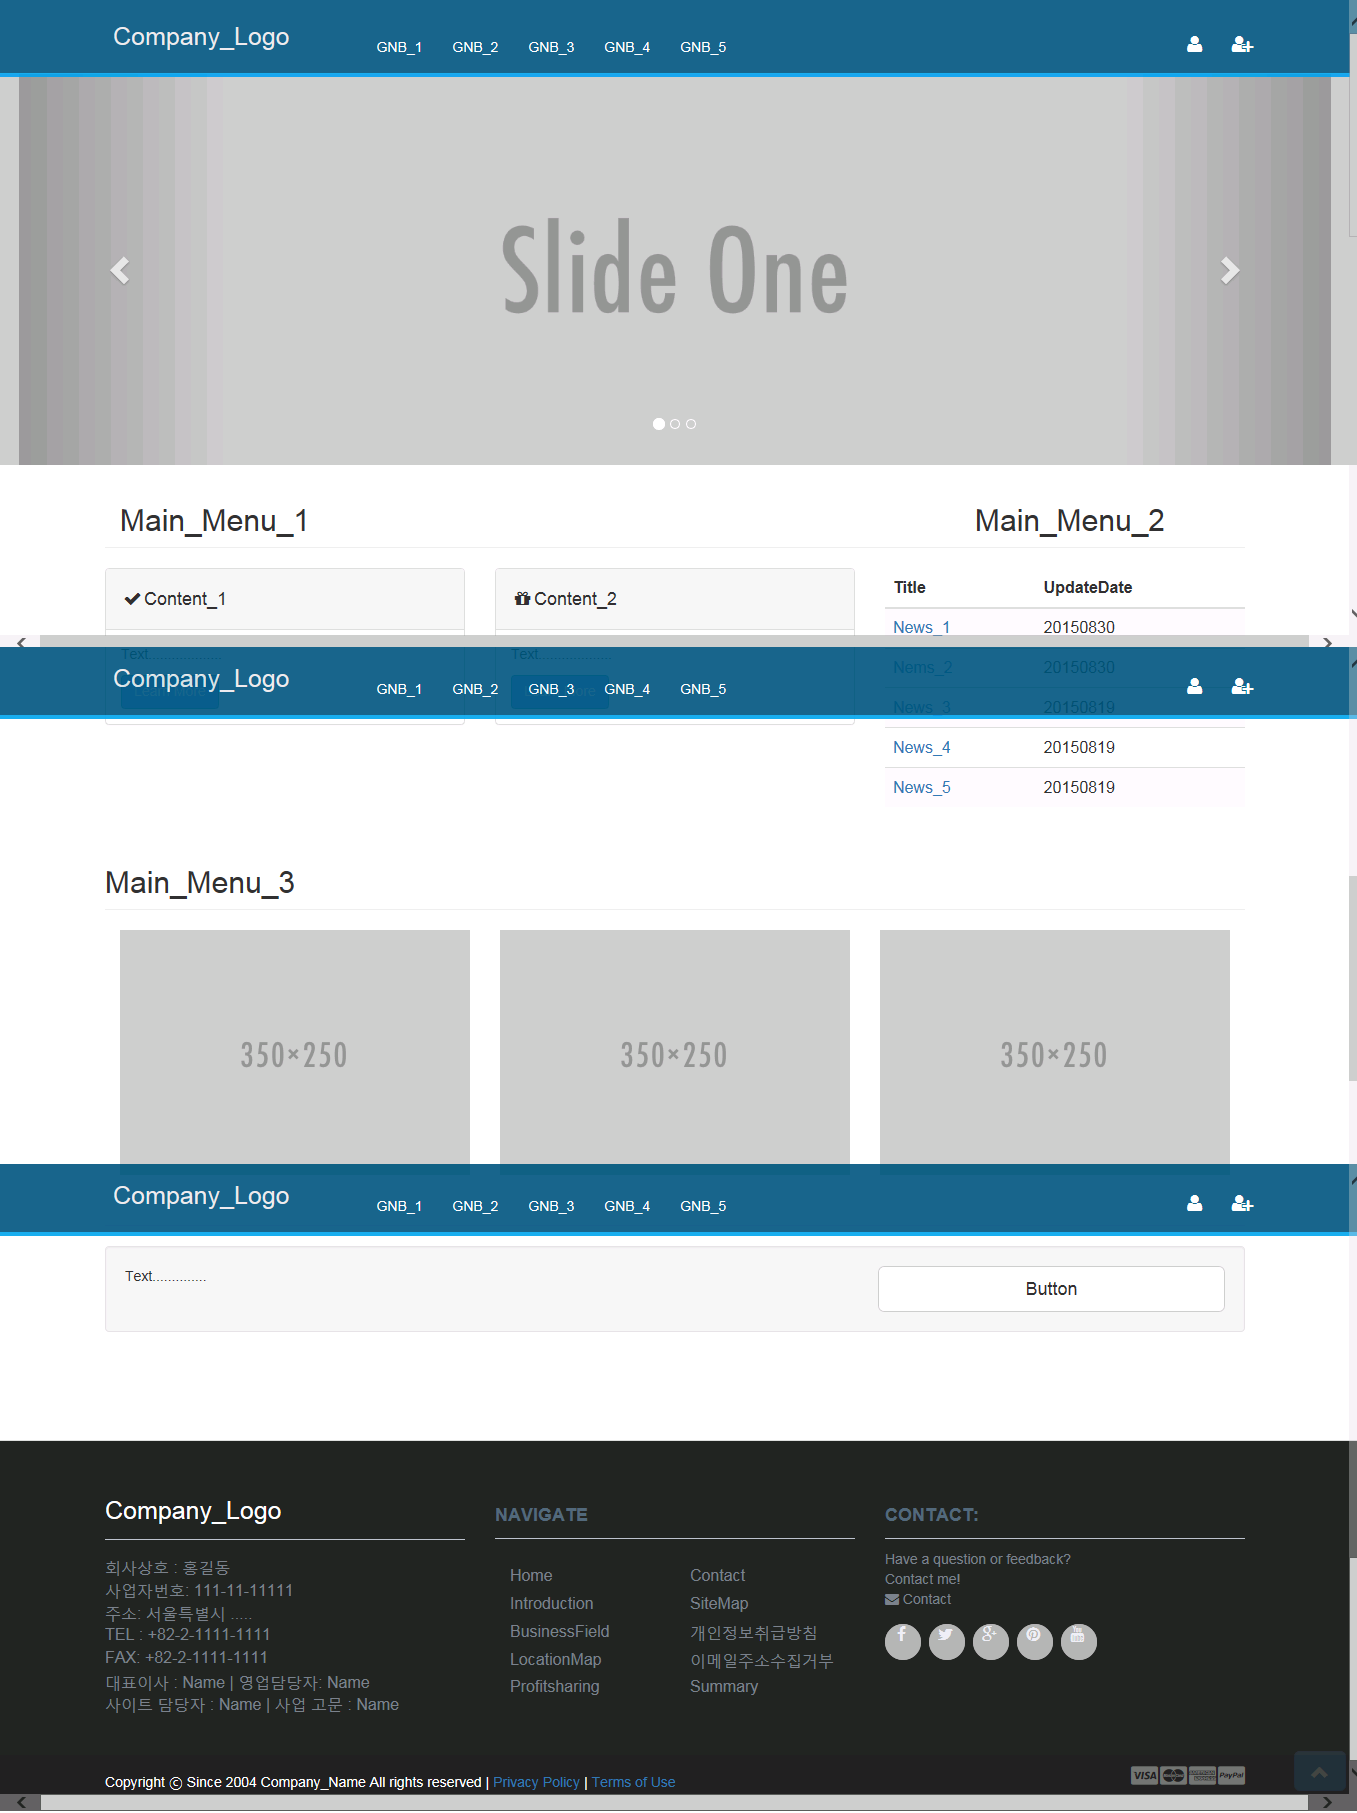 Company_Logo GNB_1 GNB_2 GNB_3 GNB_4 GNB_5
Slide One
Main_Menu_1 Main_Menu_2
Content_1 Content_2
Title UpdateDate
News_1 20150830
Text................... Text...................
Company_Logo GNB_1 GNB_2 GNB_3 GNB_4 GNB_5
News_2 20150830
News_3 20150819
News_4 20150819
News_5 20150819
Main_Menu_3
350×250 350×250 350×250
Company_Logo GNB_1 GNB_2 GNB_3 GNB_4 GNB_5
Text..............
Button
Company_Logo
회사상호 : 홍길동
사업자번호: 111-11-11111
주소: 서울특별시 .....
TEL : +82-2-1111-1111
FAX: +82-2-1111-1111
대표이사 : Name | 영업담당자: Name
사이트 담당자 : Name | 사업 고문 : Name
NAVIGATE
Home
Introduction
BusinessField
LocationMap
Profitsharing
Contact
SiteMap
개인정보취급방침
이메일주소수집거부
Summary
CONTACT:
Have a question or feedback?
Contact me!
Contact
Copyright © Since 2004 Company_Name All rights reserved | Privacy Policy | Terms of Use
VISA PayPal